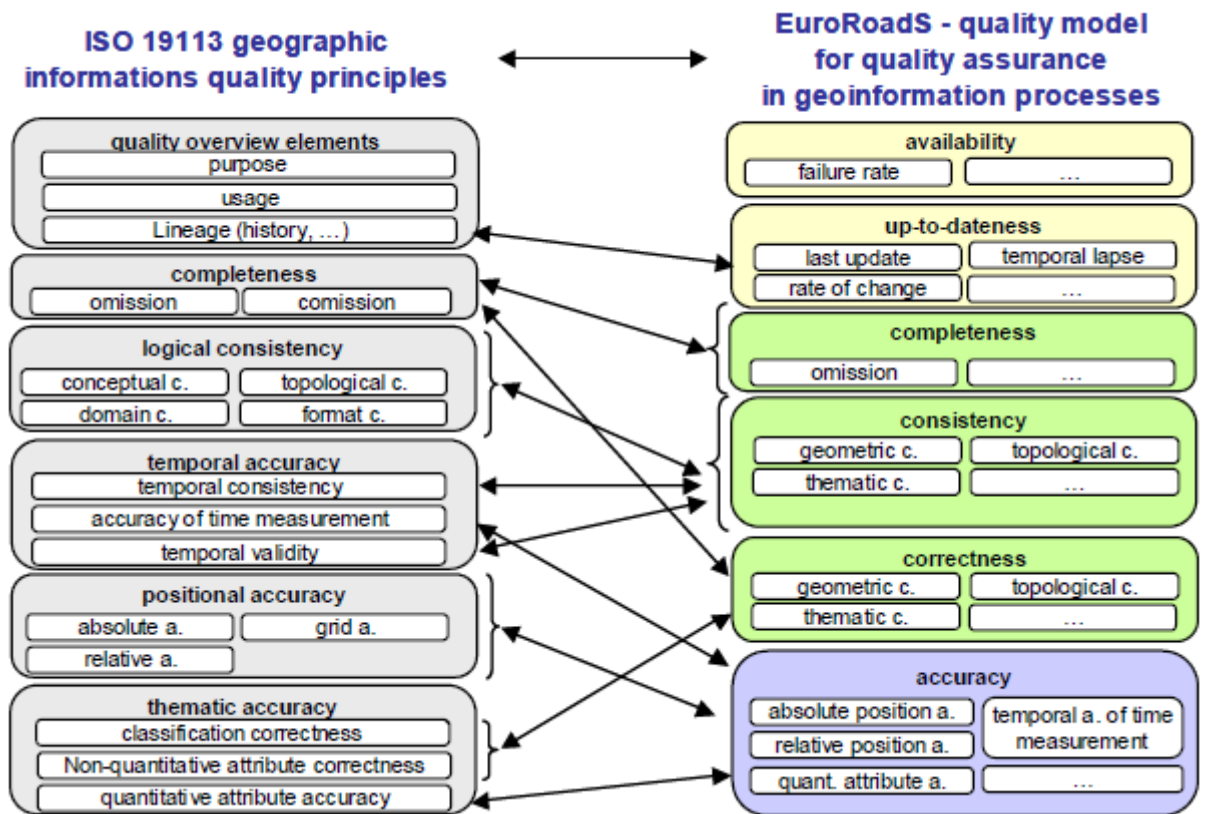 ISO 19113 geographic
informations quality principles
quality overview elements
purpose
usage
Lineage (history, ...)
completeness
omission
comission
logical consistency
conceptual c.
topological c.
domain c.
format c.
temporal accuracy
temporal consistency
accuracy of time measurement
temporal validity
positional accuracy
absolute a.
grid a.
relative a.
thematic accuracy
classification correctness
Non-quantitative attribute correctness
quantitative attribute accuracy
EuroRoadS - quality model
for quality assurance
in geoinformation processes
availability
failure rate
...
up-to-dateness
last update
temporal lapse
rate of change
...
completeness
omission
...
consistency
geometric c.
topological c.
thematic c.
...
correctness
geometric c.
topological c.
thematic c.
...
accuracy
absolute position a.
temporal a. of time
measurement
relative position a.
quant. attribute a.
...